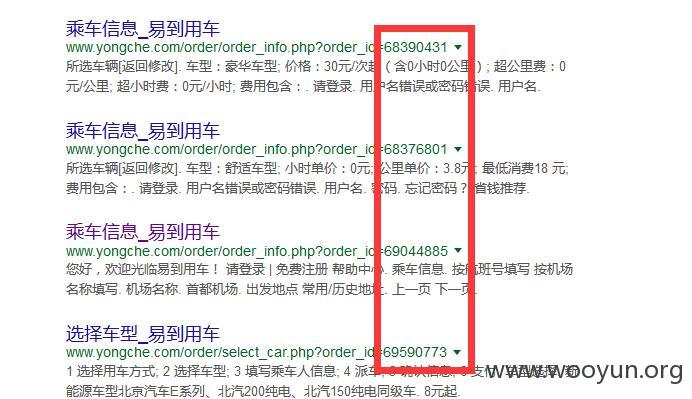 乘车信息_易到用车
www.yongche.com/order/order_info.php?order_id=68390431
所选车辆[返回修改]. 车型：豪华车型; 价格：30元/次起（含0小时0公里）; 超公里费：0
元/公里; 超小时费：0元/小时; 费用包含：. 请登录. 用户名错误或密码错误. 用户名.
乘车信息_易到用车
www.yongche.com/order/order_info.php?order_id=68376801
所选车辆[返回修改]. 车型：舒适车型; 小时单价：0元; 公里单价：3.8元; 最低消费18 元;
费用包含：. 请登录. 用户名错误或密码错误. 用户名. 密码. 忘记密码？ 省钱推荐.
乘车信息_易到用车
www.yongche.com/order/order_info.php?order_id=69044885
您好，欢迎光临易到用车！ 请登录 | 免费注册 帮助中心. 乘车信息. 按航班号填写 按机场
名称填写. 机场名称. 首都机场. 出发地点 常用/历史地址. 上一页 下一页.
选择车型_易到用车
www.yongche.com/order/select_car.php?order_id=69590773
1 选择用车方式; 2 选择车型; 3 填写乘车人信息; 4 派车; 5 确认信息; 6 支付. 新
能源车型北京汽车E系列、北汽200纯电、北汽150纯电同级车. 8元起.
www.wooyun.org